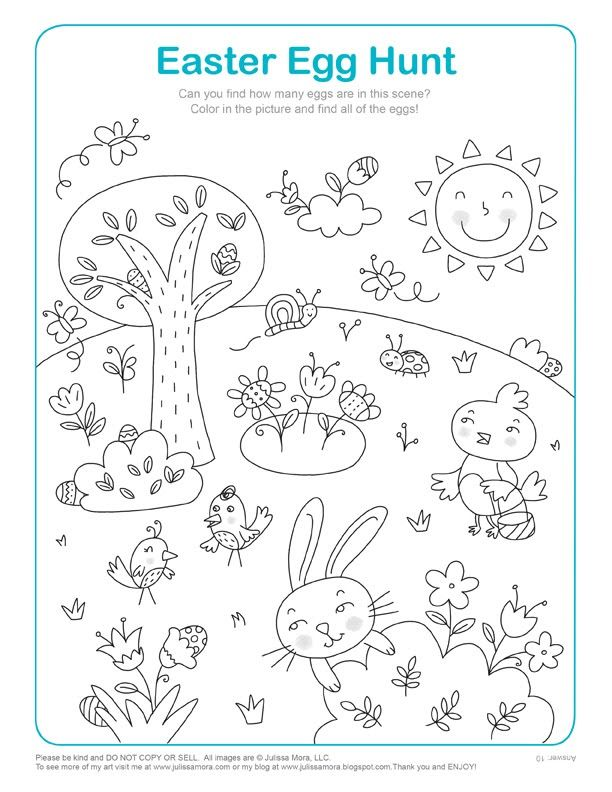 Easter Egg Hunt
Can you find how many eggs are in this scene?
Color in the picture and find all of the eggs!
Please be kind and DO NOT COPY OR SELL. All images are © Julissa Mora, LLC.
To see more of my art visit me at www.julissamora.com or my blog at www.julissamora.blogspot.com.Thank you and ENJOY!
Answer: 10